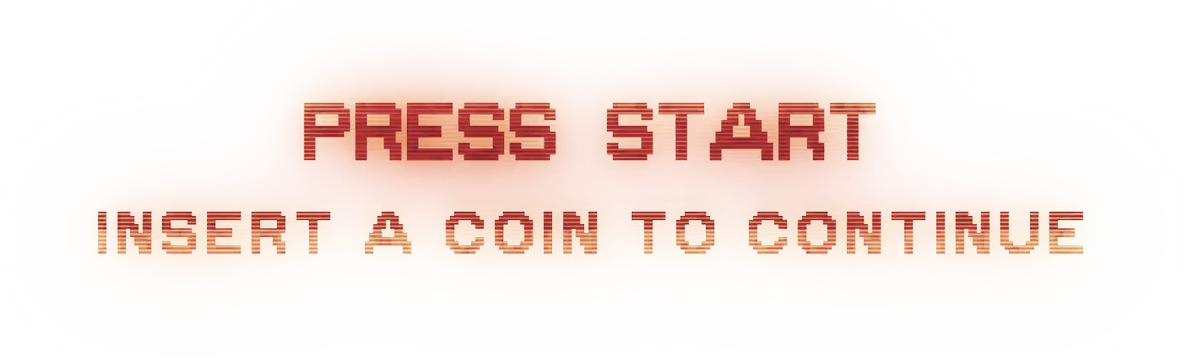 PRESS START
INSERT A COIN TO CONTINUE